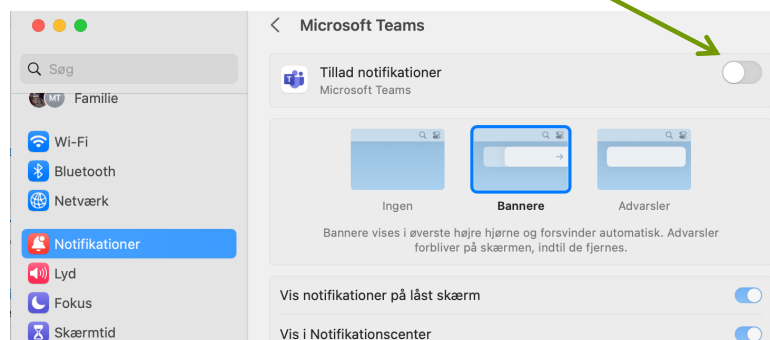 Microsoft Teams
Søg
MT
Familie
Wi-Fi
Bluetooth
Netværk
Notifikationer
Lyd
Fokus
Skærmtid
Tillad notifikationer
Microsoft Teams
Ingen
Bannere
Advarsler
Bannere vises i øverste højre hjørne og forsvinder automatisk. Advarsler
forbliver på skærmen, indtil de fjernes.
Vis notifikationer på låst skærm
Vis i Notifikationscenter